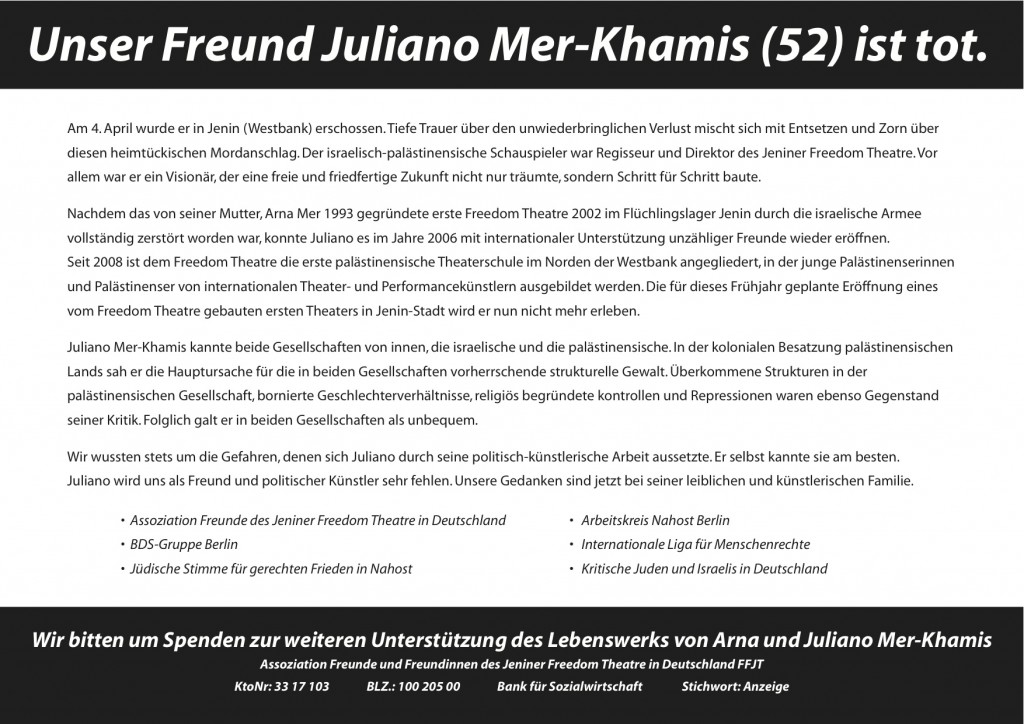 Unser Freund Juliano Mer-Khamis (52) ist tot.
Am 4. April wurde er in Jenin (Westbank) erschossen. Tiefe Trauer über den unwiederbringlichen Verlust mischt sich mit Entsetzen und Zorn über
diesen heimtückischen Mordanschlag. Der israelisch-palästinensische Schauspieler war Regisseur und Direktor des Jeniner Freedom Theatre. Vor
allem war er ein Visionär, der eine freie und friedfertige Zukunft nicht nur träumte, sondern Schritt für Schritt baute.
Nachdem das von seiner Mutter, Arna Mer 1993 gegründete erste Freedom Theatre 2002 im Flüchlingslager Jenin durch die israelische Armee
vollständig zerstört worden war, konnte Juliano es im Jahre 2006 mit internationaler Unterstützung unzähliger Freunde wieder eröffnen.
Seit 2008 ist dem Freedom Theatre die erste palästinensische Theaterschule im Norden der Westbank angegliedert, in der junge Palästinenserinnen
und Palästinenser von internationalen Theater- und Performancekünstlern ausgebildet werden. Die für dieses Frühjahr geplante Eröffnung eines
vom Freedom Theatre gebauten ersten Theaters in Jenin-Stadt wird er nun nicht mehr erleben.
Juliano Mer-Khamis kannte beide Gesellschaften von innen, die israelische und die palästinensische. In der kolonialen Besatzung palästinensischen
Lands sah er die Hauptursache für die in beiden Gesellschaften vorherrschende strukturelle Gewalt. Überkommene Strukturen in der
palästinensischen Gesellschaft, bornierte Geschlechterverhältnisse, religiös begründete kontrollen und Repressionen waren ebenso Gegenstand
seiner Kritik. Folglich galt er in beiden Gesellschaften als unbequem.
Wir wussten stets um die Gefahren, denen sich Juliano durch seine politisch-künstlerische Arbeit aussetzte. Er selbst kannte sie am besten.
Juliano wird uns als Freund und politischer Künstler sehr fehlen. Unsere Gedanken sind jetzt bei seiner leiblichen und künstlerischen Familie.
• Assoziation Freunde des Jeniner Freedom Theatre in Deutschland
• BDS-Gruppe Berlin
• Jüdische Stimme für gerechten Frieden in Nahost
• Arbeitskreis Nahost Berlin
• Internationale Liga für Menschenrechte
• Kritische Juden und Israelis in Deutschland
Wir bitten um Spenden zur weiteren Unterstützung des Lebenswerks von Arna und Juliano Mer-Khamis
Assoziation Freunde und Freundinnen des Jeniner Freedom Theatre in Deutschland FFJT
KtoNr: 33 17 103 BLZ.: 100 205 00 Bank für Sozialwirtschaft Stichwort: Anzeige